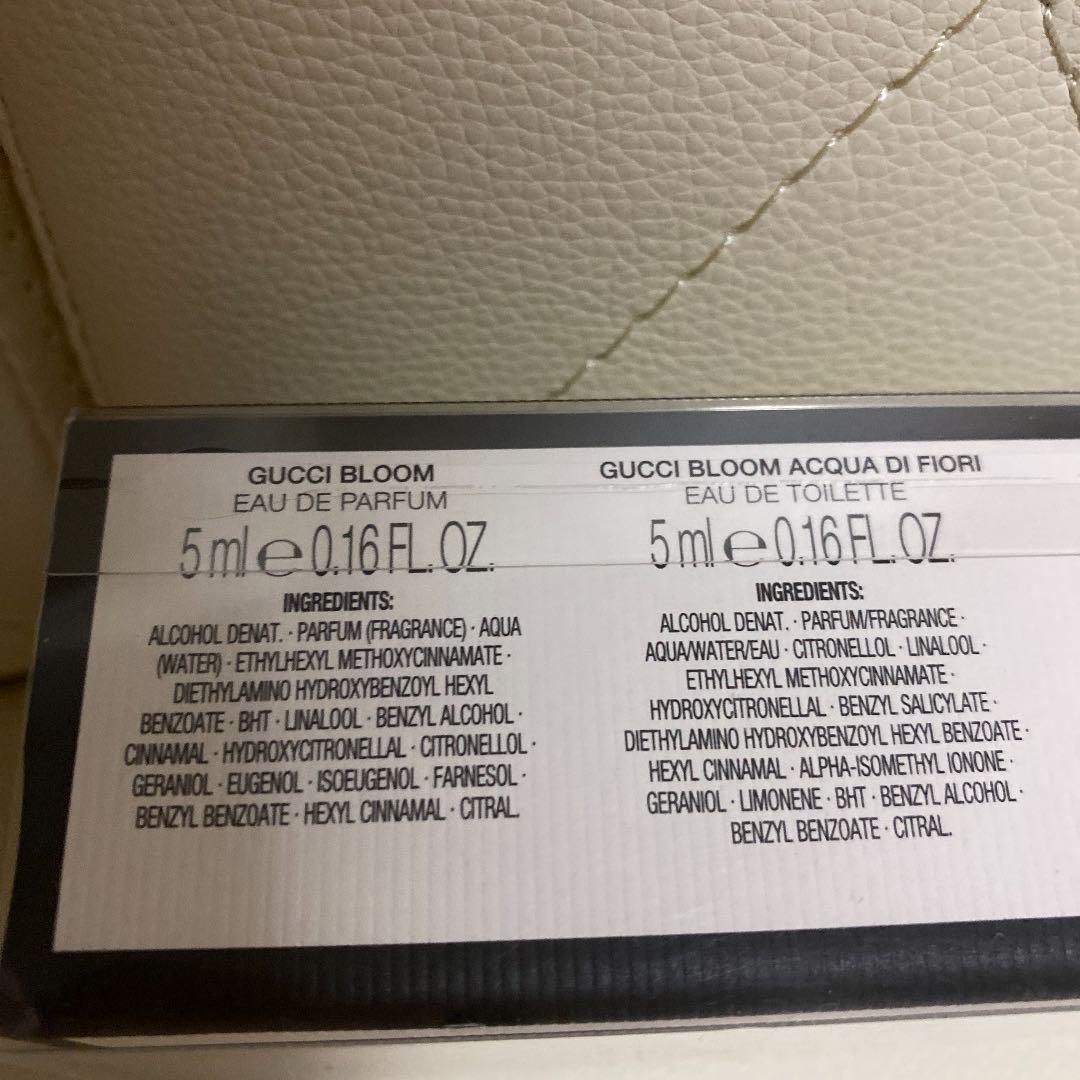 GUCCI BLOOM
EAU DE PARFUM
5 ml e 0.16 FL. OZ.
INGREDIENTS:
ALCOHOL DENAT. · PARFUM (FRAGRANCE) · AQUA
(WATER) · ETHYLHEXYL METHOXYCINNAMATE ·
DIETHYLAMINO HYDROXYBENZOYL HEXYL
BENZOATE · BHT · LINALOOL · BENZYL ALCOHOL ·
CINNAMAL · HYDROXYCITRONELLAL · CITRONELLOL ·
GERANIOL · EUGENOL · ISOEUGENOL · FARNESOL ·
BENZYL BENZOATE · HEXYL CINNAMAL · CITRAL.
GUCCI BLOOM ACQUA DI FIORI
EAU DE TOILETTE
5 ml e 0.16 FL. OZ.
INGREDIENTS:
ALCOHOL DENAT. · PARFUM/FRAGRANCE ·
AQUA/WATER/EAU · CITRONELLOL · LINALOOL ·
ETHYLHEXYL METHOXYCINNAMATE ·
HYDROXYCITRONELLAL · BENZYL SALICYLATE ·
DIETHYLAMINO HYDROXYBENZOYL HEXYL BENZOATE ·
HEXYL CINNAMAL · ALPHA-ISOMETHYL IONONE ·
GERANIOL · LIMONENE · BHT · BENZYL ALCOHOL ·
BENZYL BENZOATE · CITRAL.